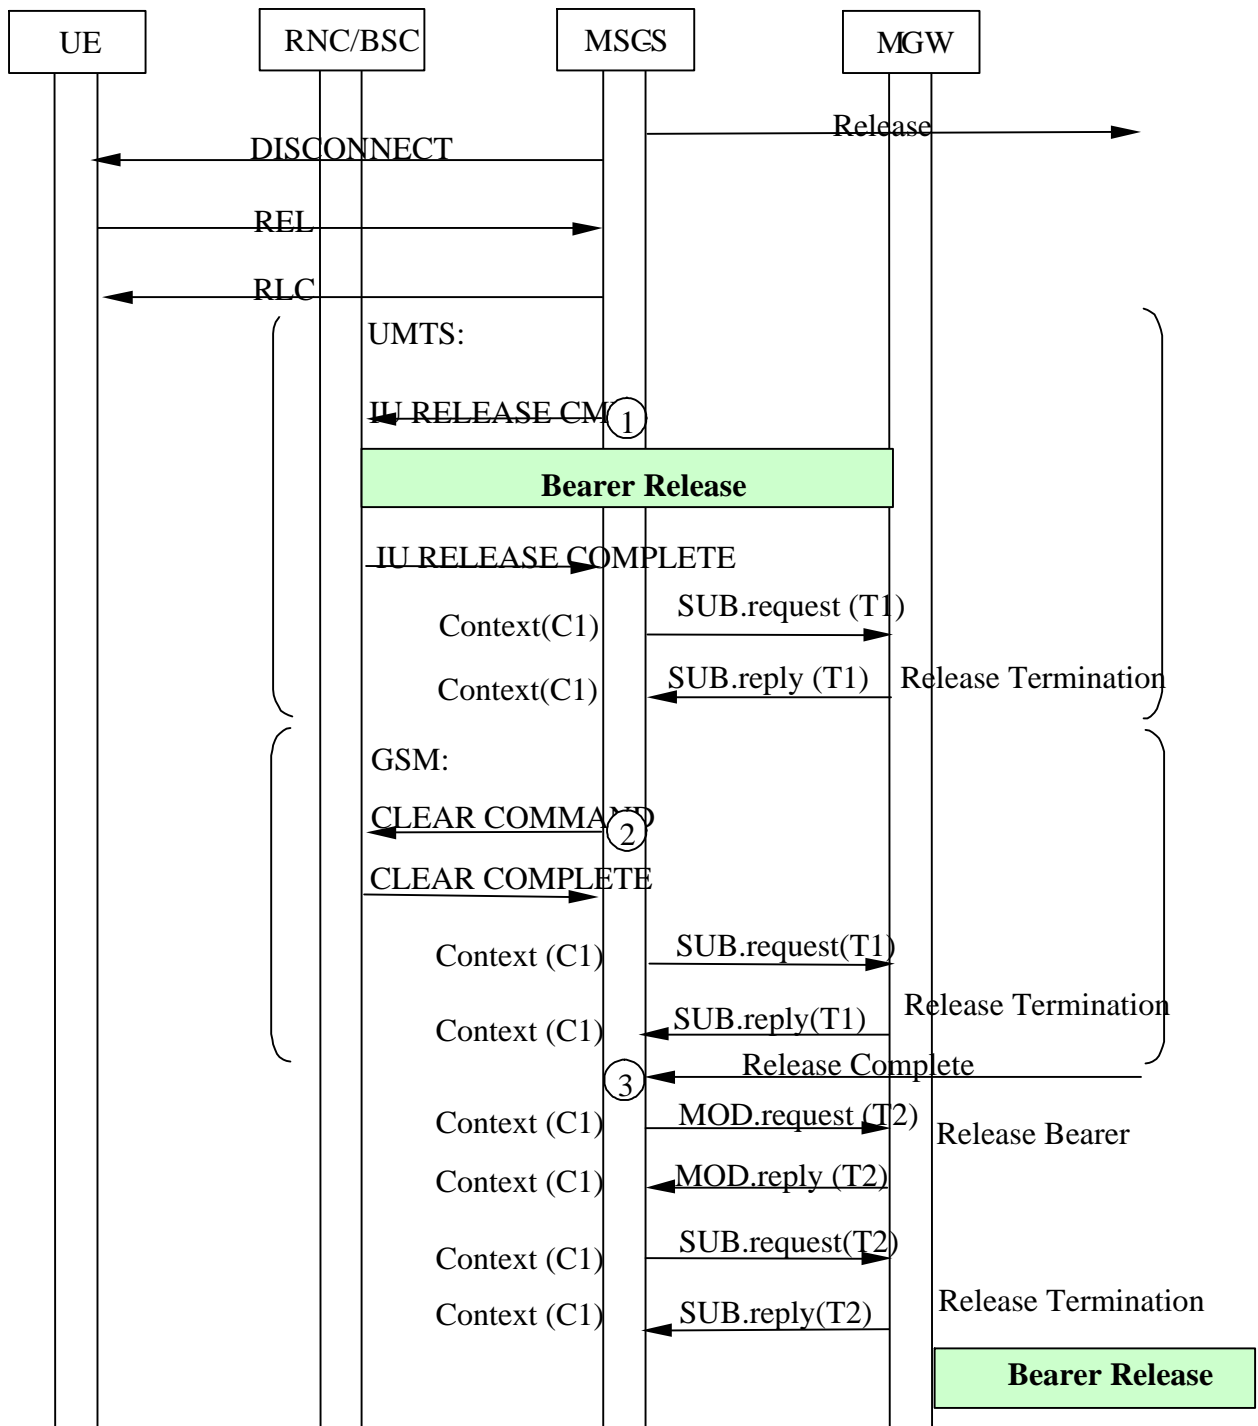 UE RNC/BSC MSCS MGW
Release
DISCONNECT
REL
RLC
UMTS:
IU RELEASE CM
1
Bearer Release
IU RELEASE COMPLETE
SUB.request (T1)
Context(C1)
SUB.reply (T1) Release Termination
Context(C1)
GSM:
CLEAR COMMAND
2
CLEAR COMPLETE
SUB.request(T1)
Context (C1)
Release Termination
SUB.reply(T1)
Context (C1)
Release Complete
3
MOD.request (T2)
Context (C1)
Release Bearer
MOD.reply (T2)
Context (C1)
SUB.request(T2)
Context (C1)
Release Termination
SUB.reply(T2)
Context (C1)
Bearer Release